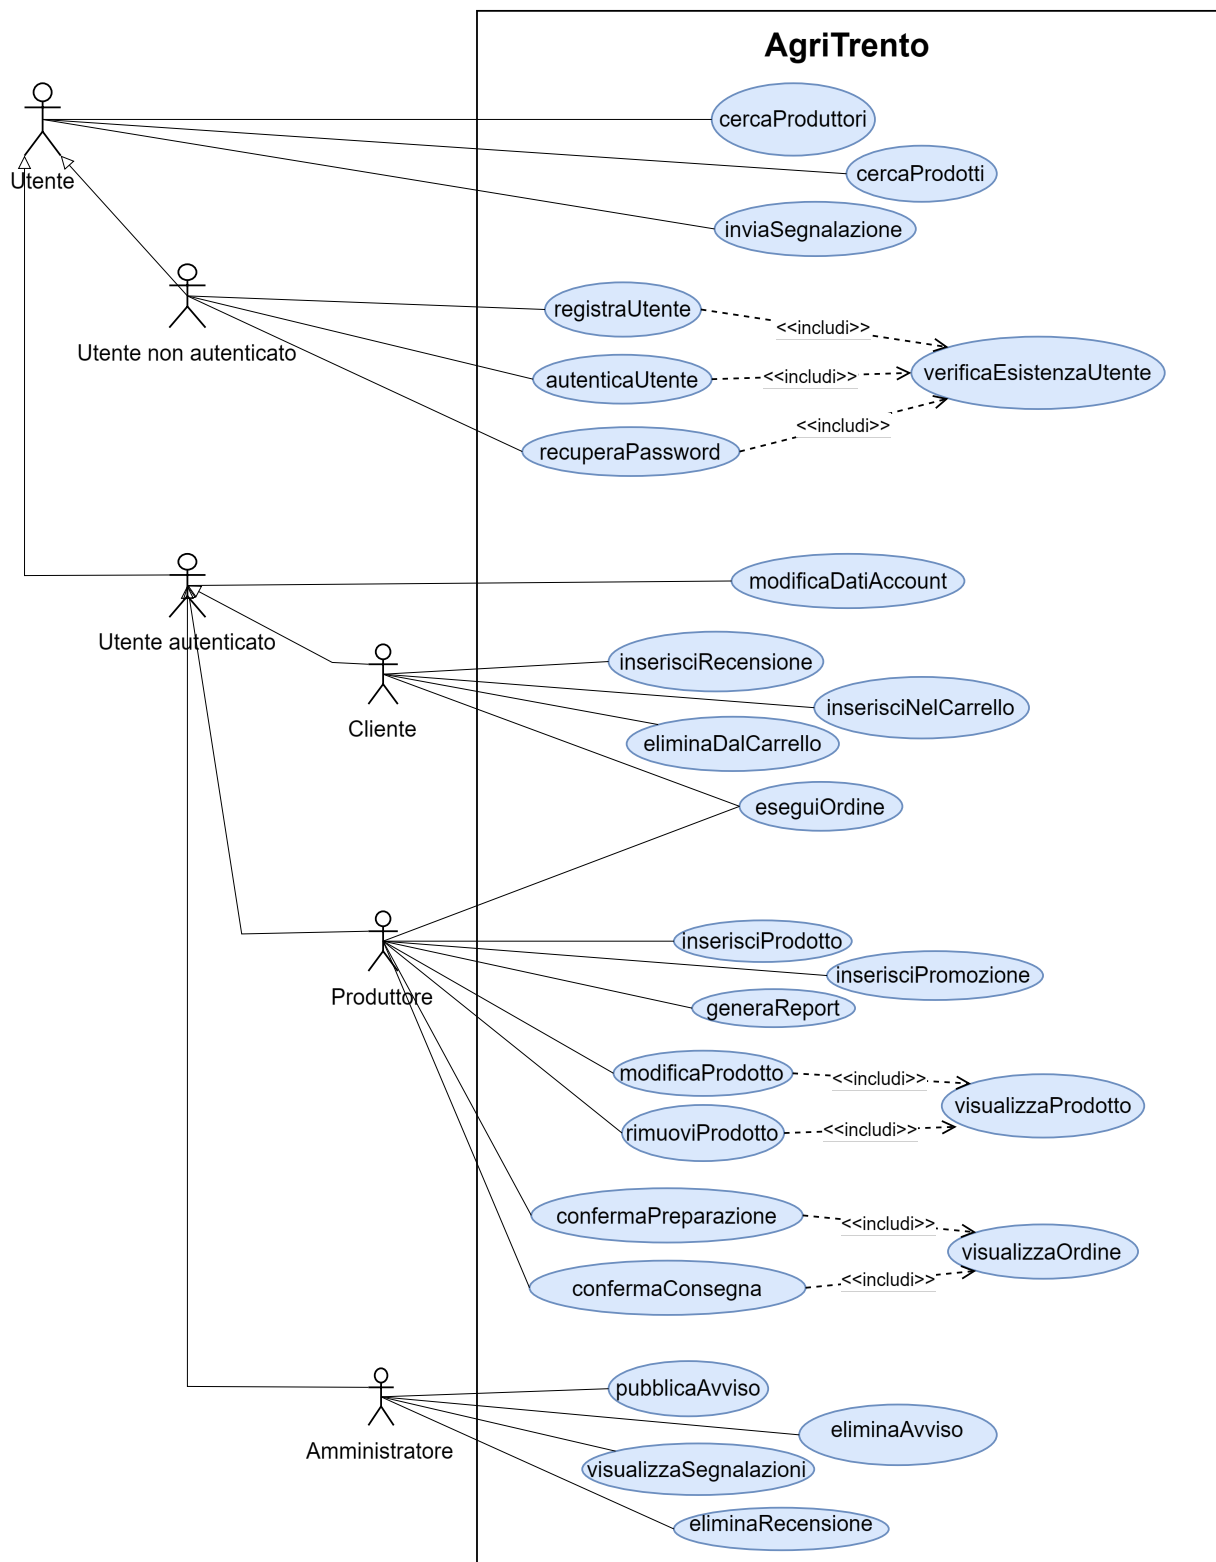 AgriTrento
cercaProduttori
cercaProdotti
Utente
inviaSegnalazione
registraUtente
<<includi>>
Utente non autenticato
verificaEsistenzaUtente
autenticaUtente
<<includi>>
<<includi>>
recuperaPassword
modificaDatiAccount
Utente autenticato
inserisciRecensione
inserisciNelCarrello
Cliente
eliminaDalCarrello
eseguiOrdine
inserisciProdotto
inserisciPromozione
Produttore
generaReport
modificaProdotto
<<includi>>
visualizzaProdotto
rimuoviProdotto
<<includi>>
confermaPreparazione
<<includi>>
visualizzaOrdine
confermaConsegna
<<includi>>
pubblicaAvviso
eliminaAvviso
Amministratore
visualizzaSegnalazioni
eliminaRecensione